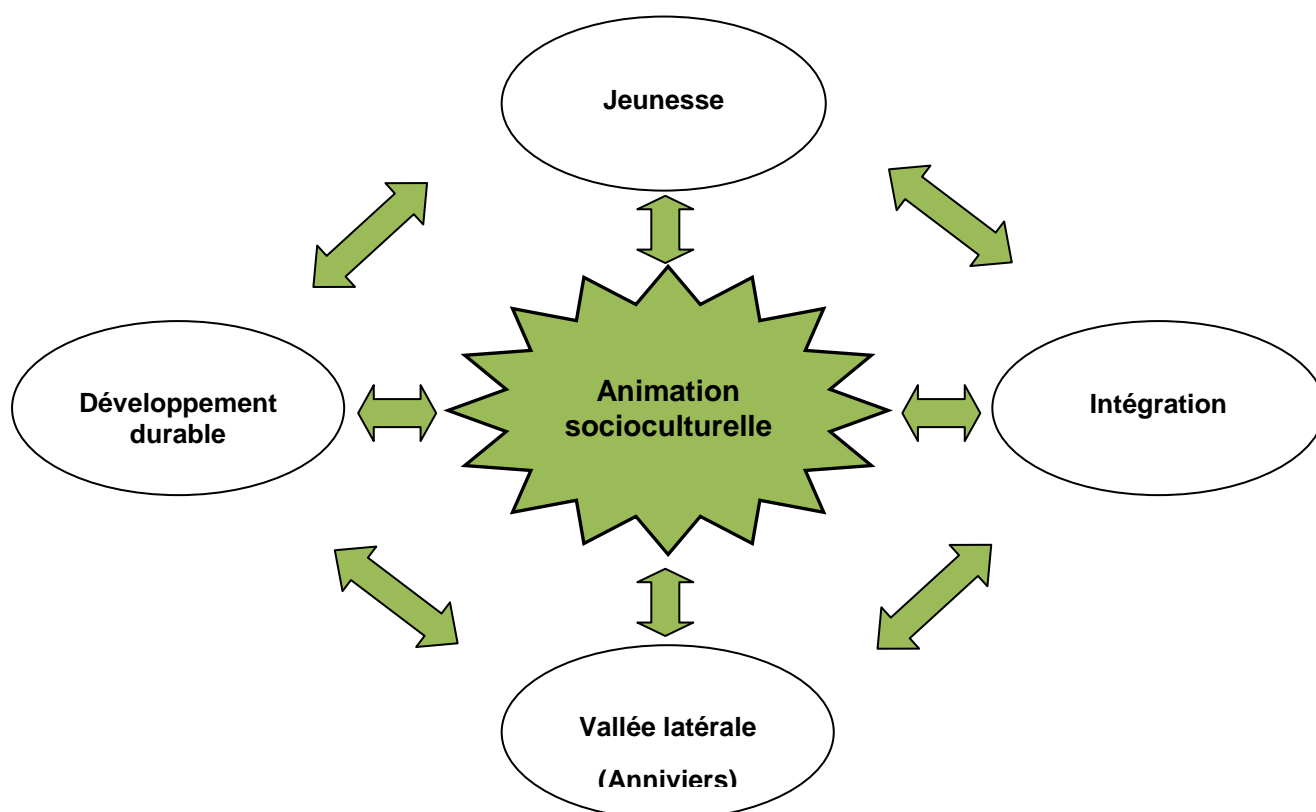 Jeunesse
Développement
durable
Animation
socioculturelle
Intégration
Vallée latérale
(Anniviers)